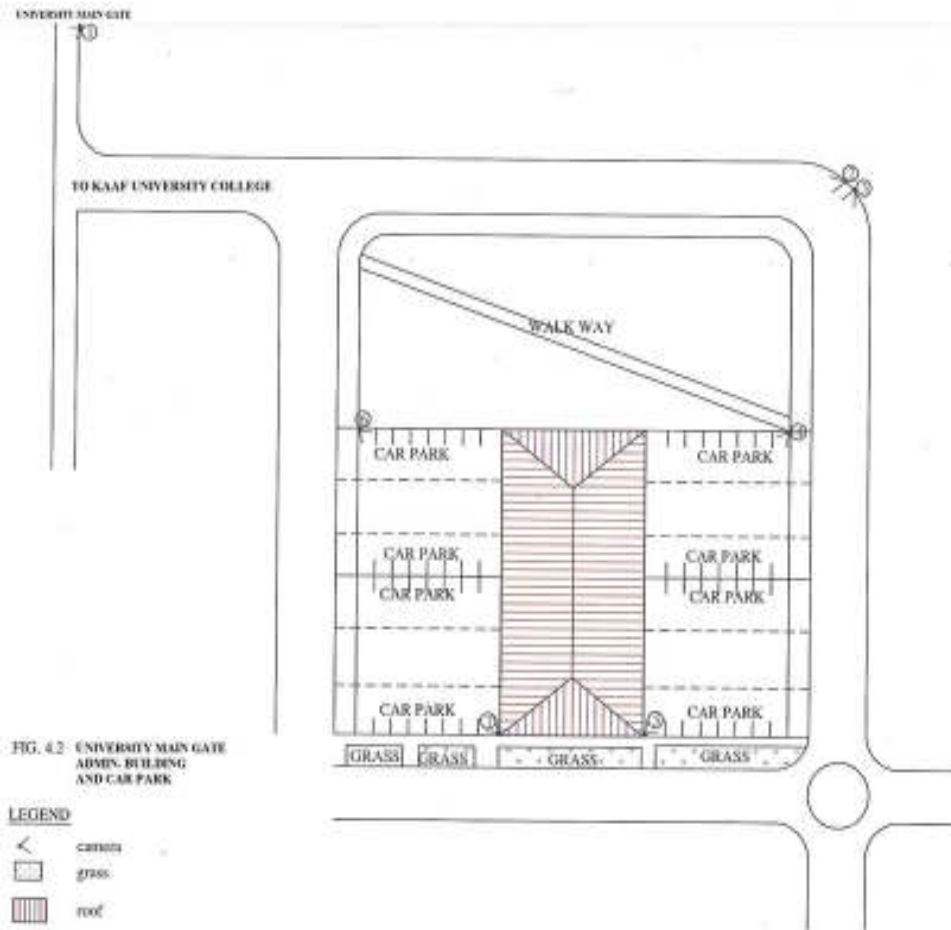 UNIVERSITY MAIN GATE
1
TO KAAF UNIVERSITY COLLEGE
WALK WAY
CAR PARK
CAR PARK
CAR PARK
CAR PARK
CAR PARK
CAR PARK
CAR PARK
CAR PARK
GRASS
GRASS
GRASS
GRASS
FIG. 4.2 UNIVERSITY MAIN GATE
ADMIN. BUILDING
AND CAR PARK
LEGEND
camera
grass
roof